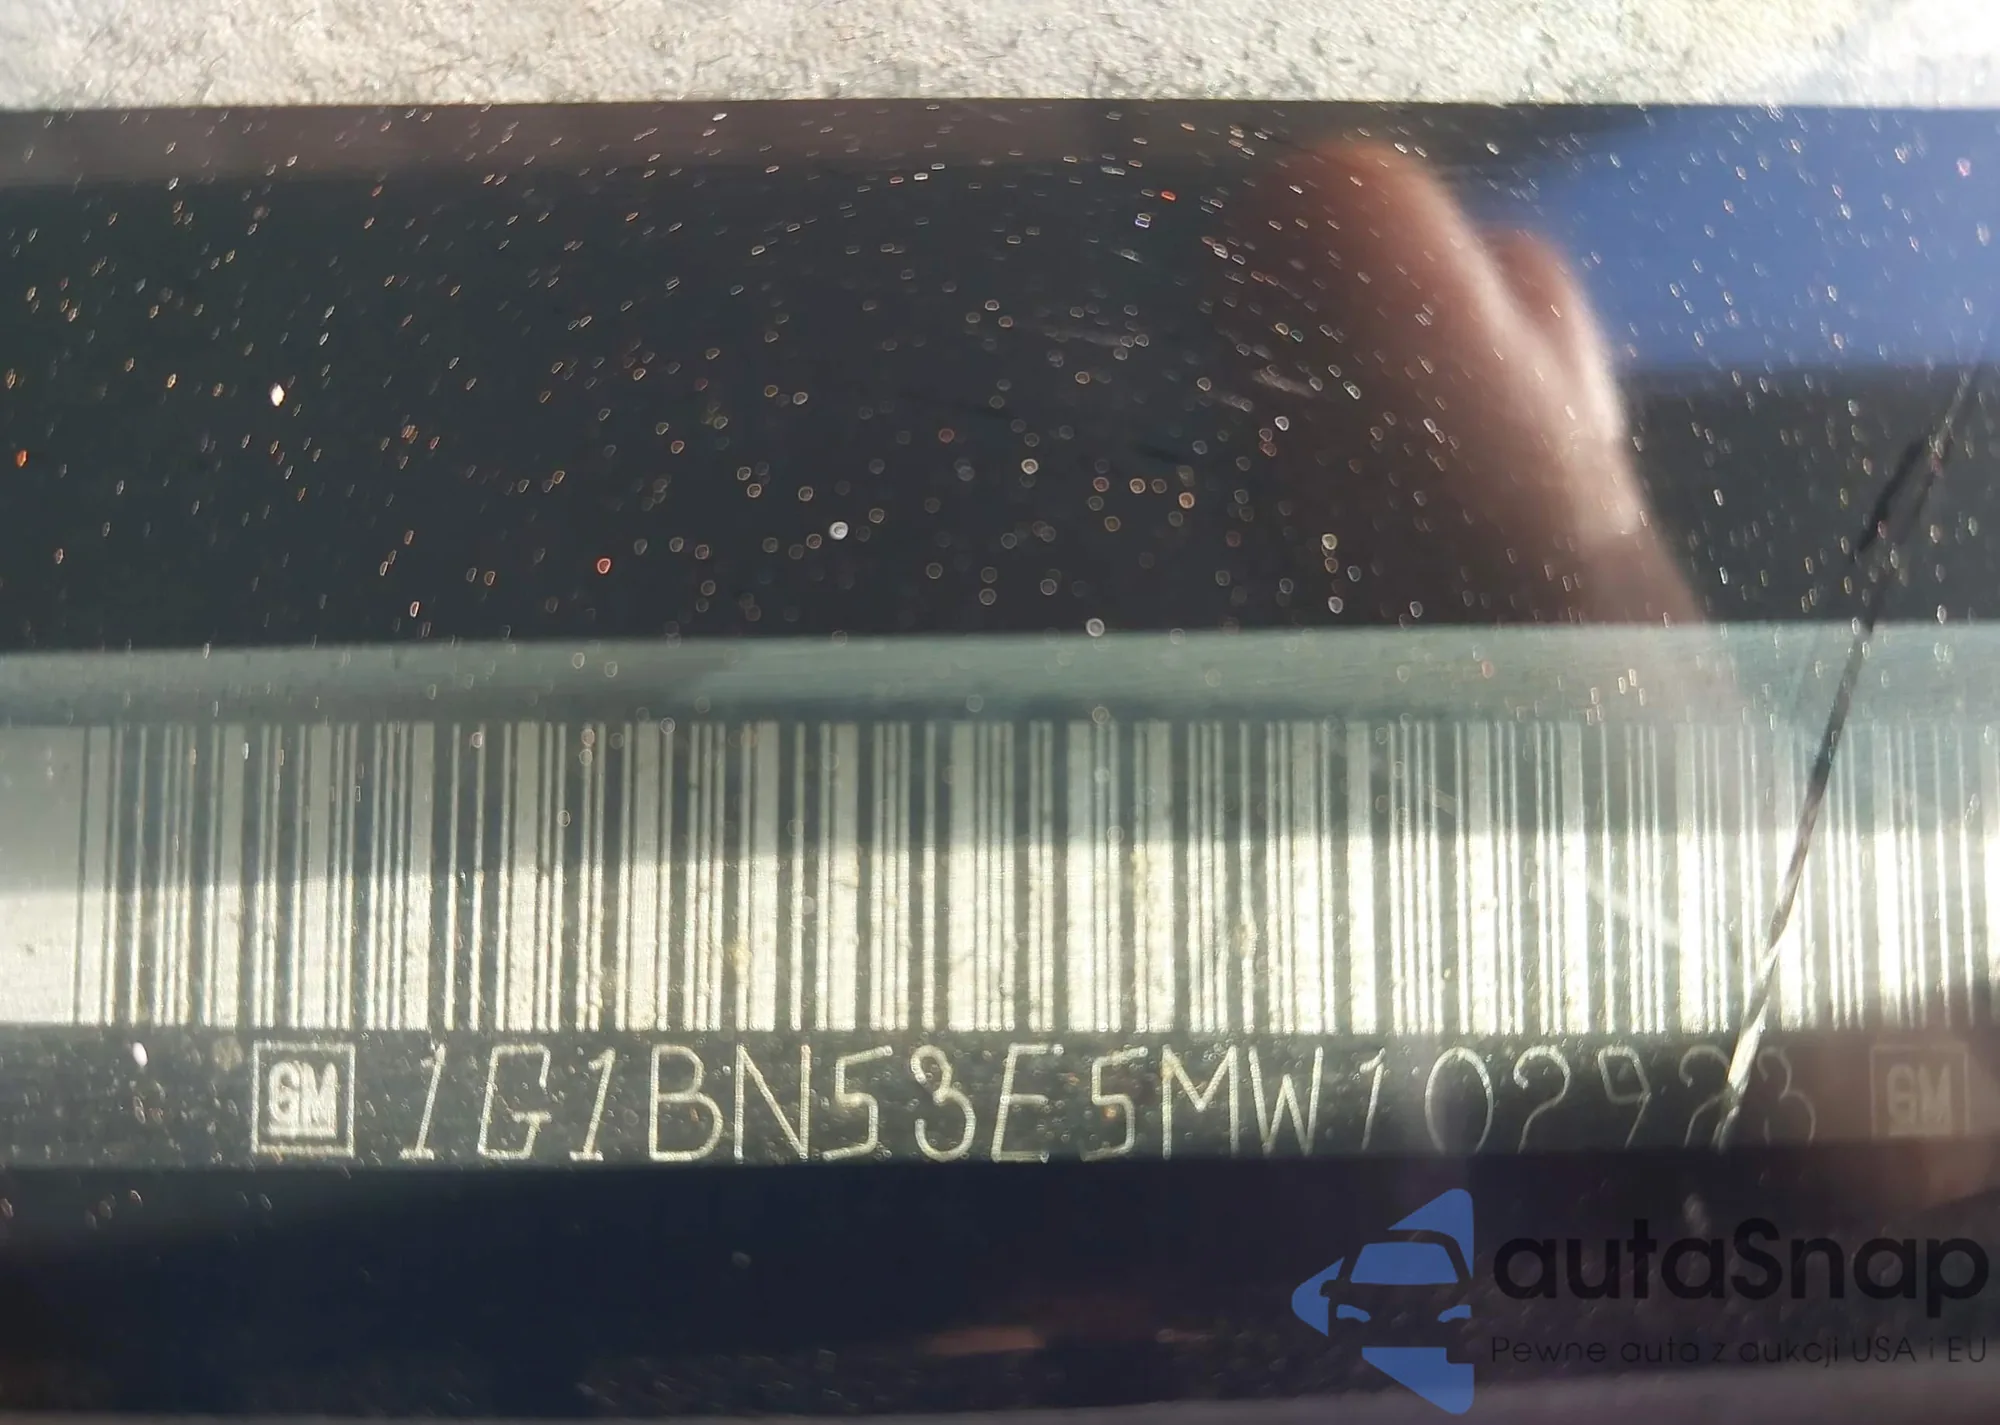 GM 1G1BN53E5MW102923 GM
autaSnap
Pewne auta z aukcji USA i EU